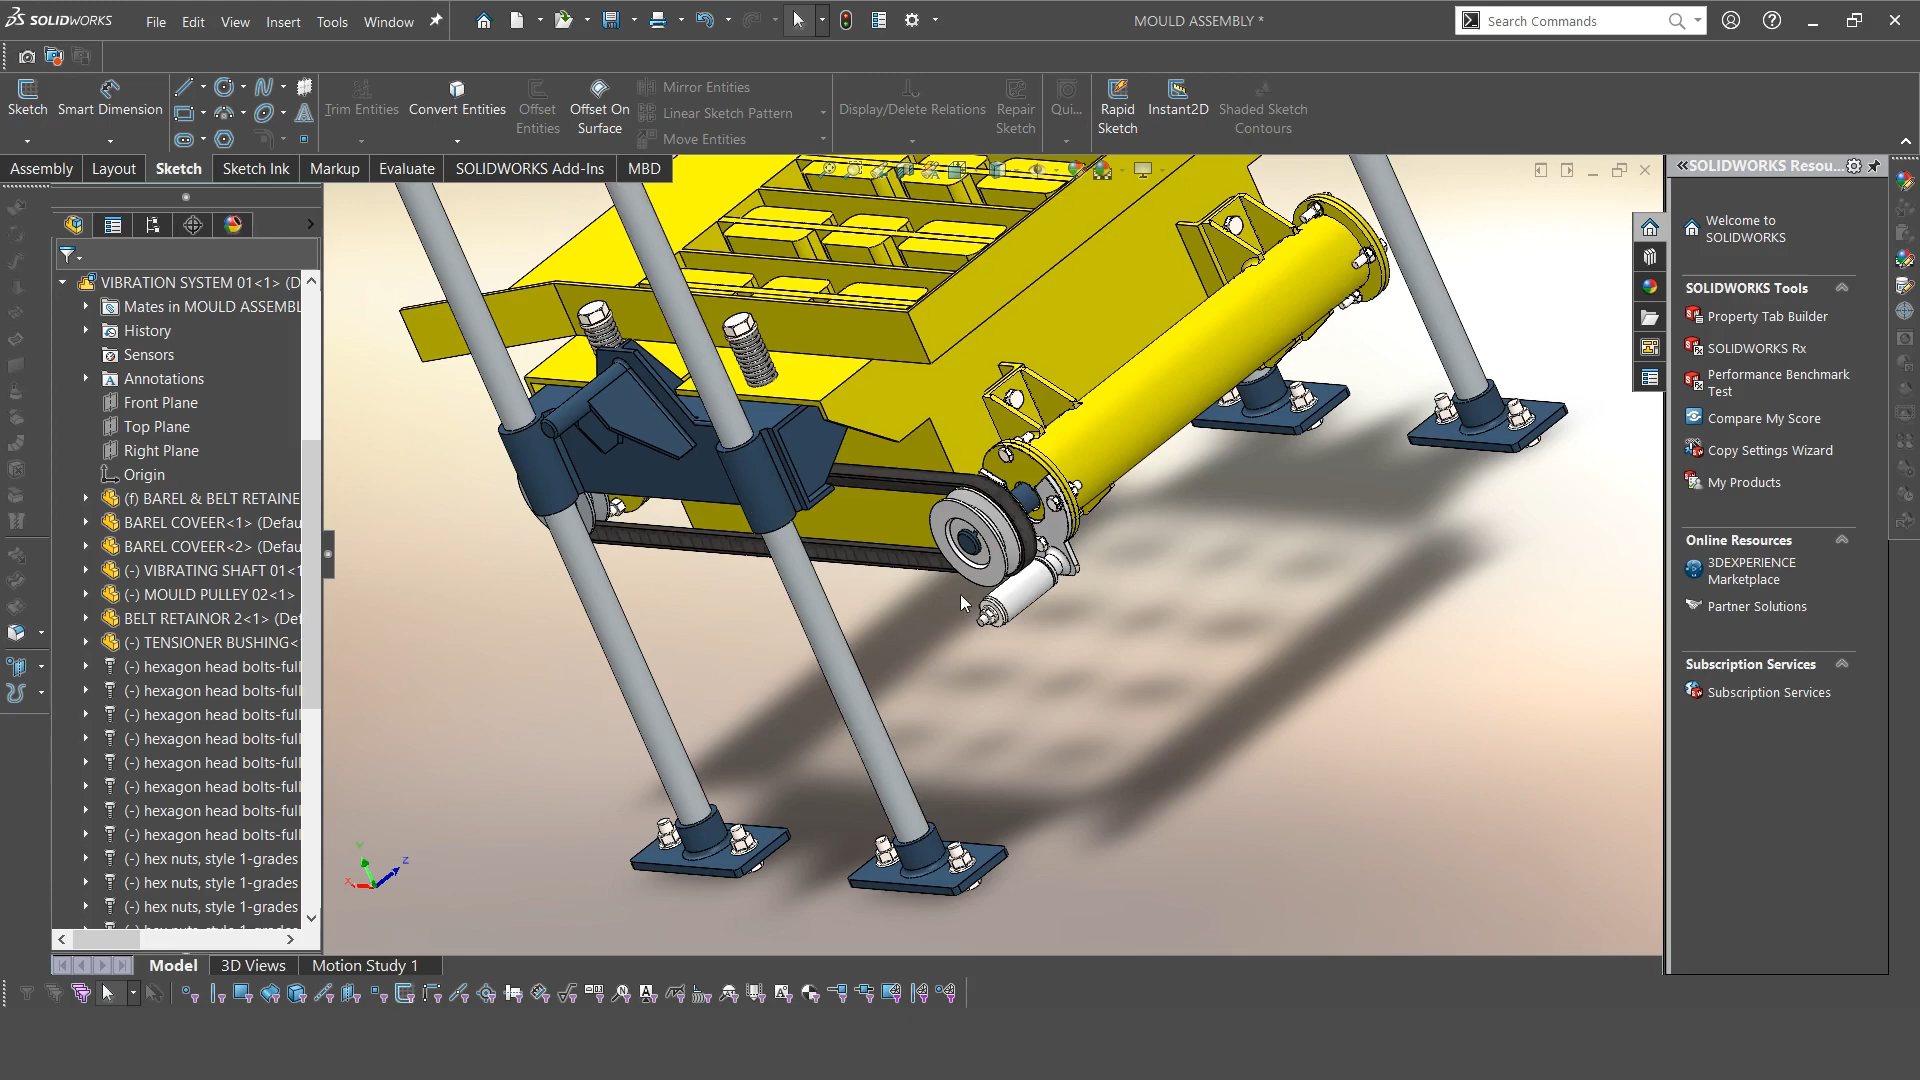 SOLIDWORKS
File Edit View Insert Tools Window
MOULD ASSEMBLY *
Search Commands
Sketch Smart Dimension Trim Entities Convert Entities Offset Entities Offset On Surface
Mirror Entities
Linear Sketch Pattern
Move Entities
Display/Delete Relations Repair Sketch Qui... Rapid Sketch Instant2D Shaded Sketch Contours
Assembly Layout Sketch Sketch Ink Markup Evaluate SOLIDWORKS Add-Ins MBD
VIBRATION SYSTEM 01<1> (D
Mates in MOULD ASSEMBL
History
Sensors
Annotations
Front Plane
Top Plane
Right Plane
Origin
(f) BAREL & BELT RETAINE
BAREL COVEER<1> (Defau
BAREL COVEER<2> (Defau
(-) VIBRATING SHAFT 01<1
(-) MOULD PULLEY 02<1>
BELT RETAINOR 2<1> (Def
(-) TENSIONER BUSHING<
(-) hexagon head bolts-full
(-) hexagon head bolts-full
(-) hexagon head bolts-full
(-) hexagon head bolts-full
(-) hexagon head bolts-full
(-) hexagon head bolts-full
(-) hexagon head bolts-full
(-) hexagon head bolts-full
(-) hex nuts, style 1-grades
(-) hex nuts, style 1-grades
(-) hex nuts, style 1-grades
Y
Z
X
Model 3D Views Motion Study 1
SOLIDWORKS Resou...
Welcome to
SOLIDWORKS
SOLIDWORKS Tools
Property Tab Builder
SOLIDWORKS Rx
Performance Benchmark
Test
Compare My Score
Copy Settings Wizard
My Products
Online Resources
3DEXPERIENCE
Marketplace
Partner Solutions
Subscription Services
Subscription Services